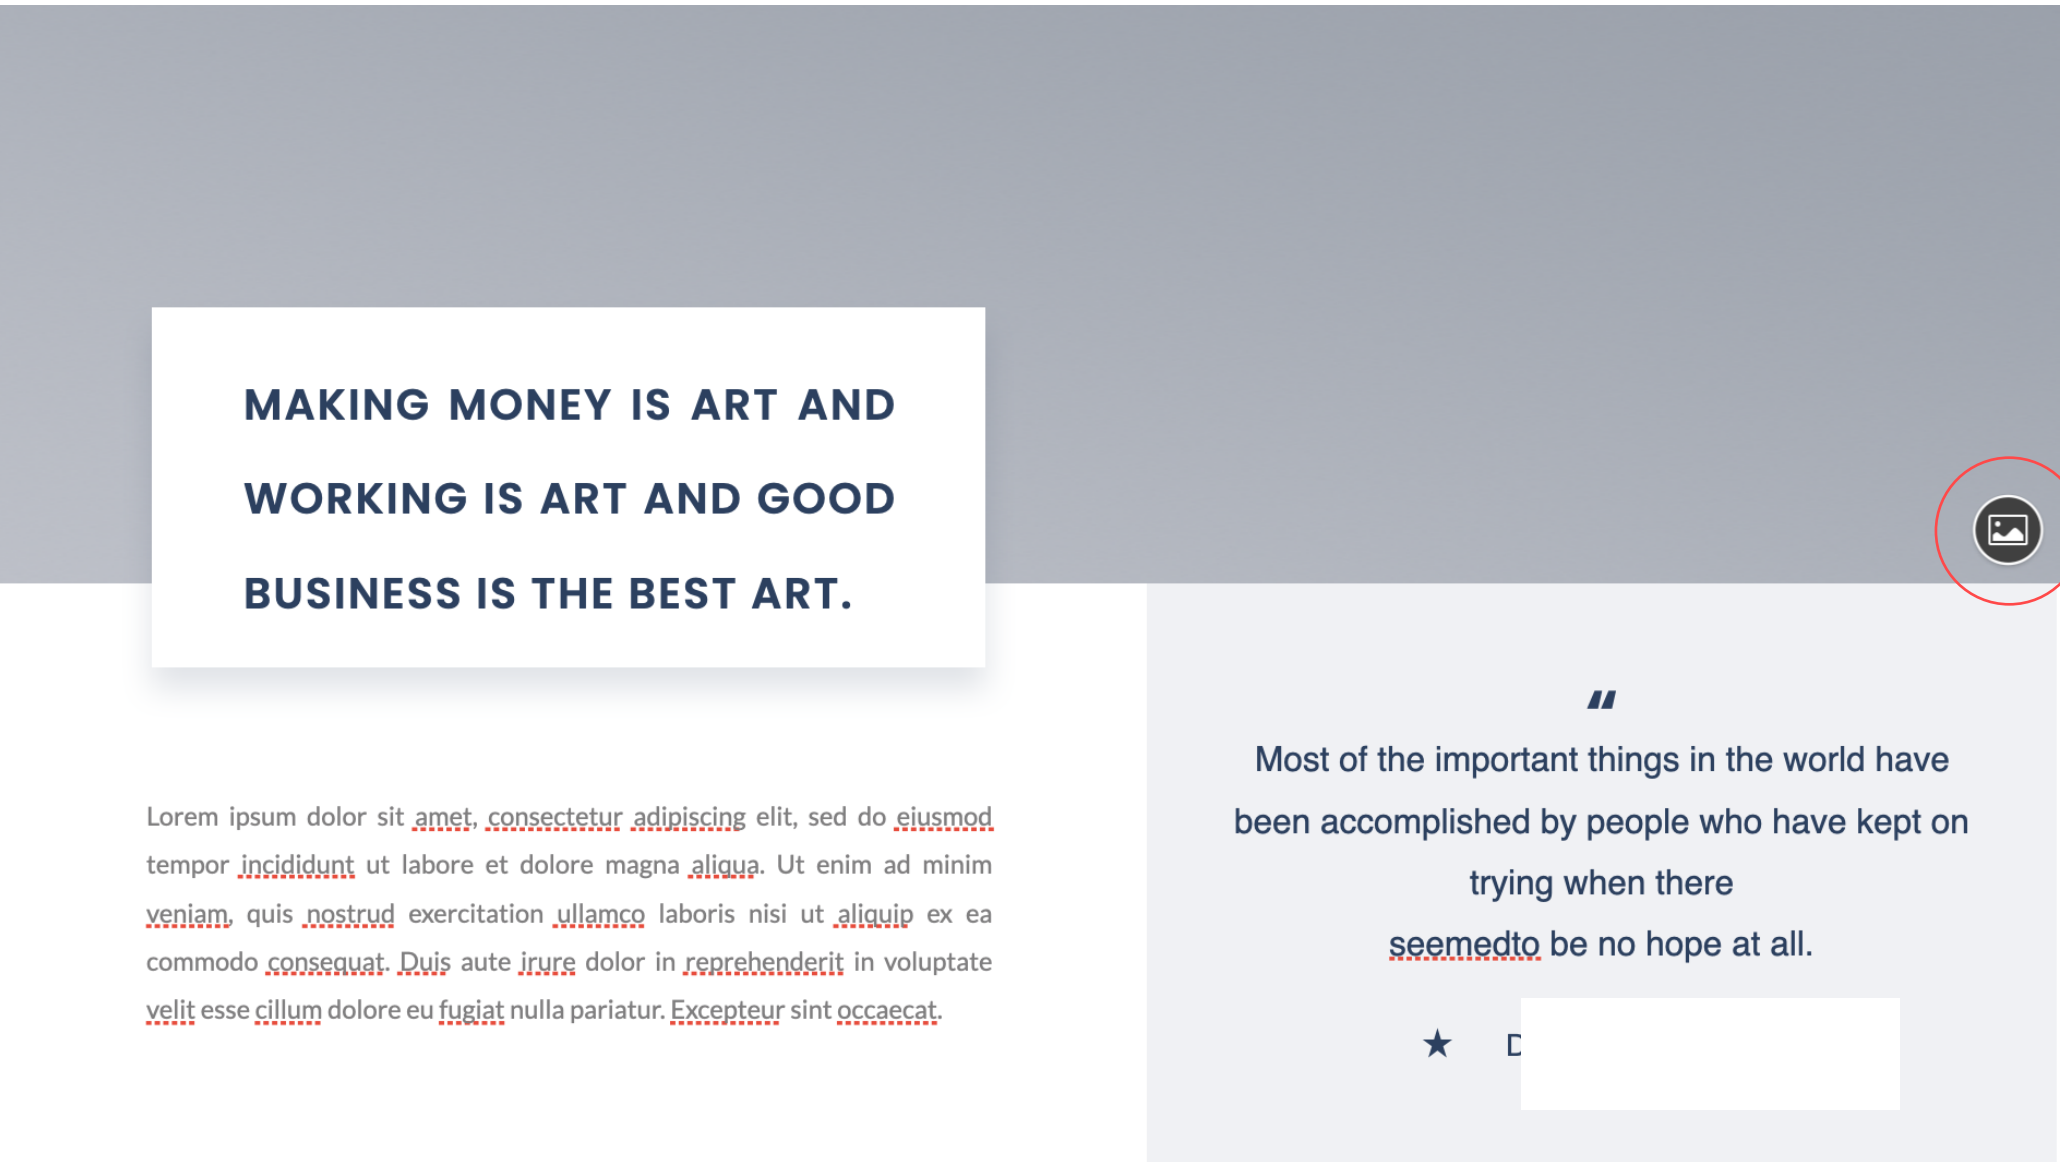 MAKING MONEY IS ART AND
WORKING IS ART AND GOOD
BUSINESS IS THE BEST ART.
Lorem ipsum dolor sit amet, consectetur adipiscing elit, sed do eiusmod
tempor incididunt ut labore et dolore magna aliqua. Ut enim ad minim
veniam, quis nostrud exercitation ullamco laboris nisi ut aliquip ex ea
commodo consequat. Duis aute irure dolor in reprehenderit in voluptate
velit esse cillum dolore eu fugiat nulla pariatur. Excepteur sint occaecat.
“
Most of the important things in the world have
been accomplished by people who have kept on
trying when there
seemedto be no hope at all.
★